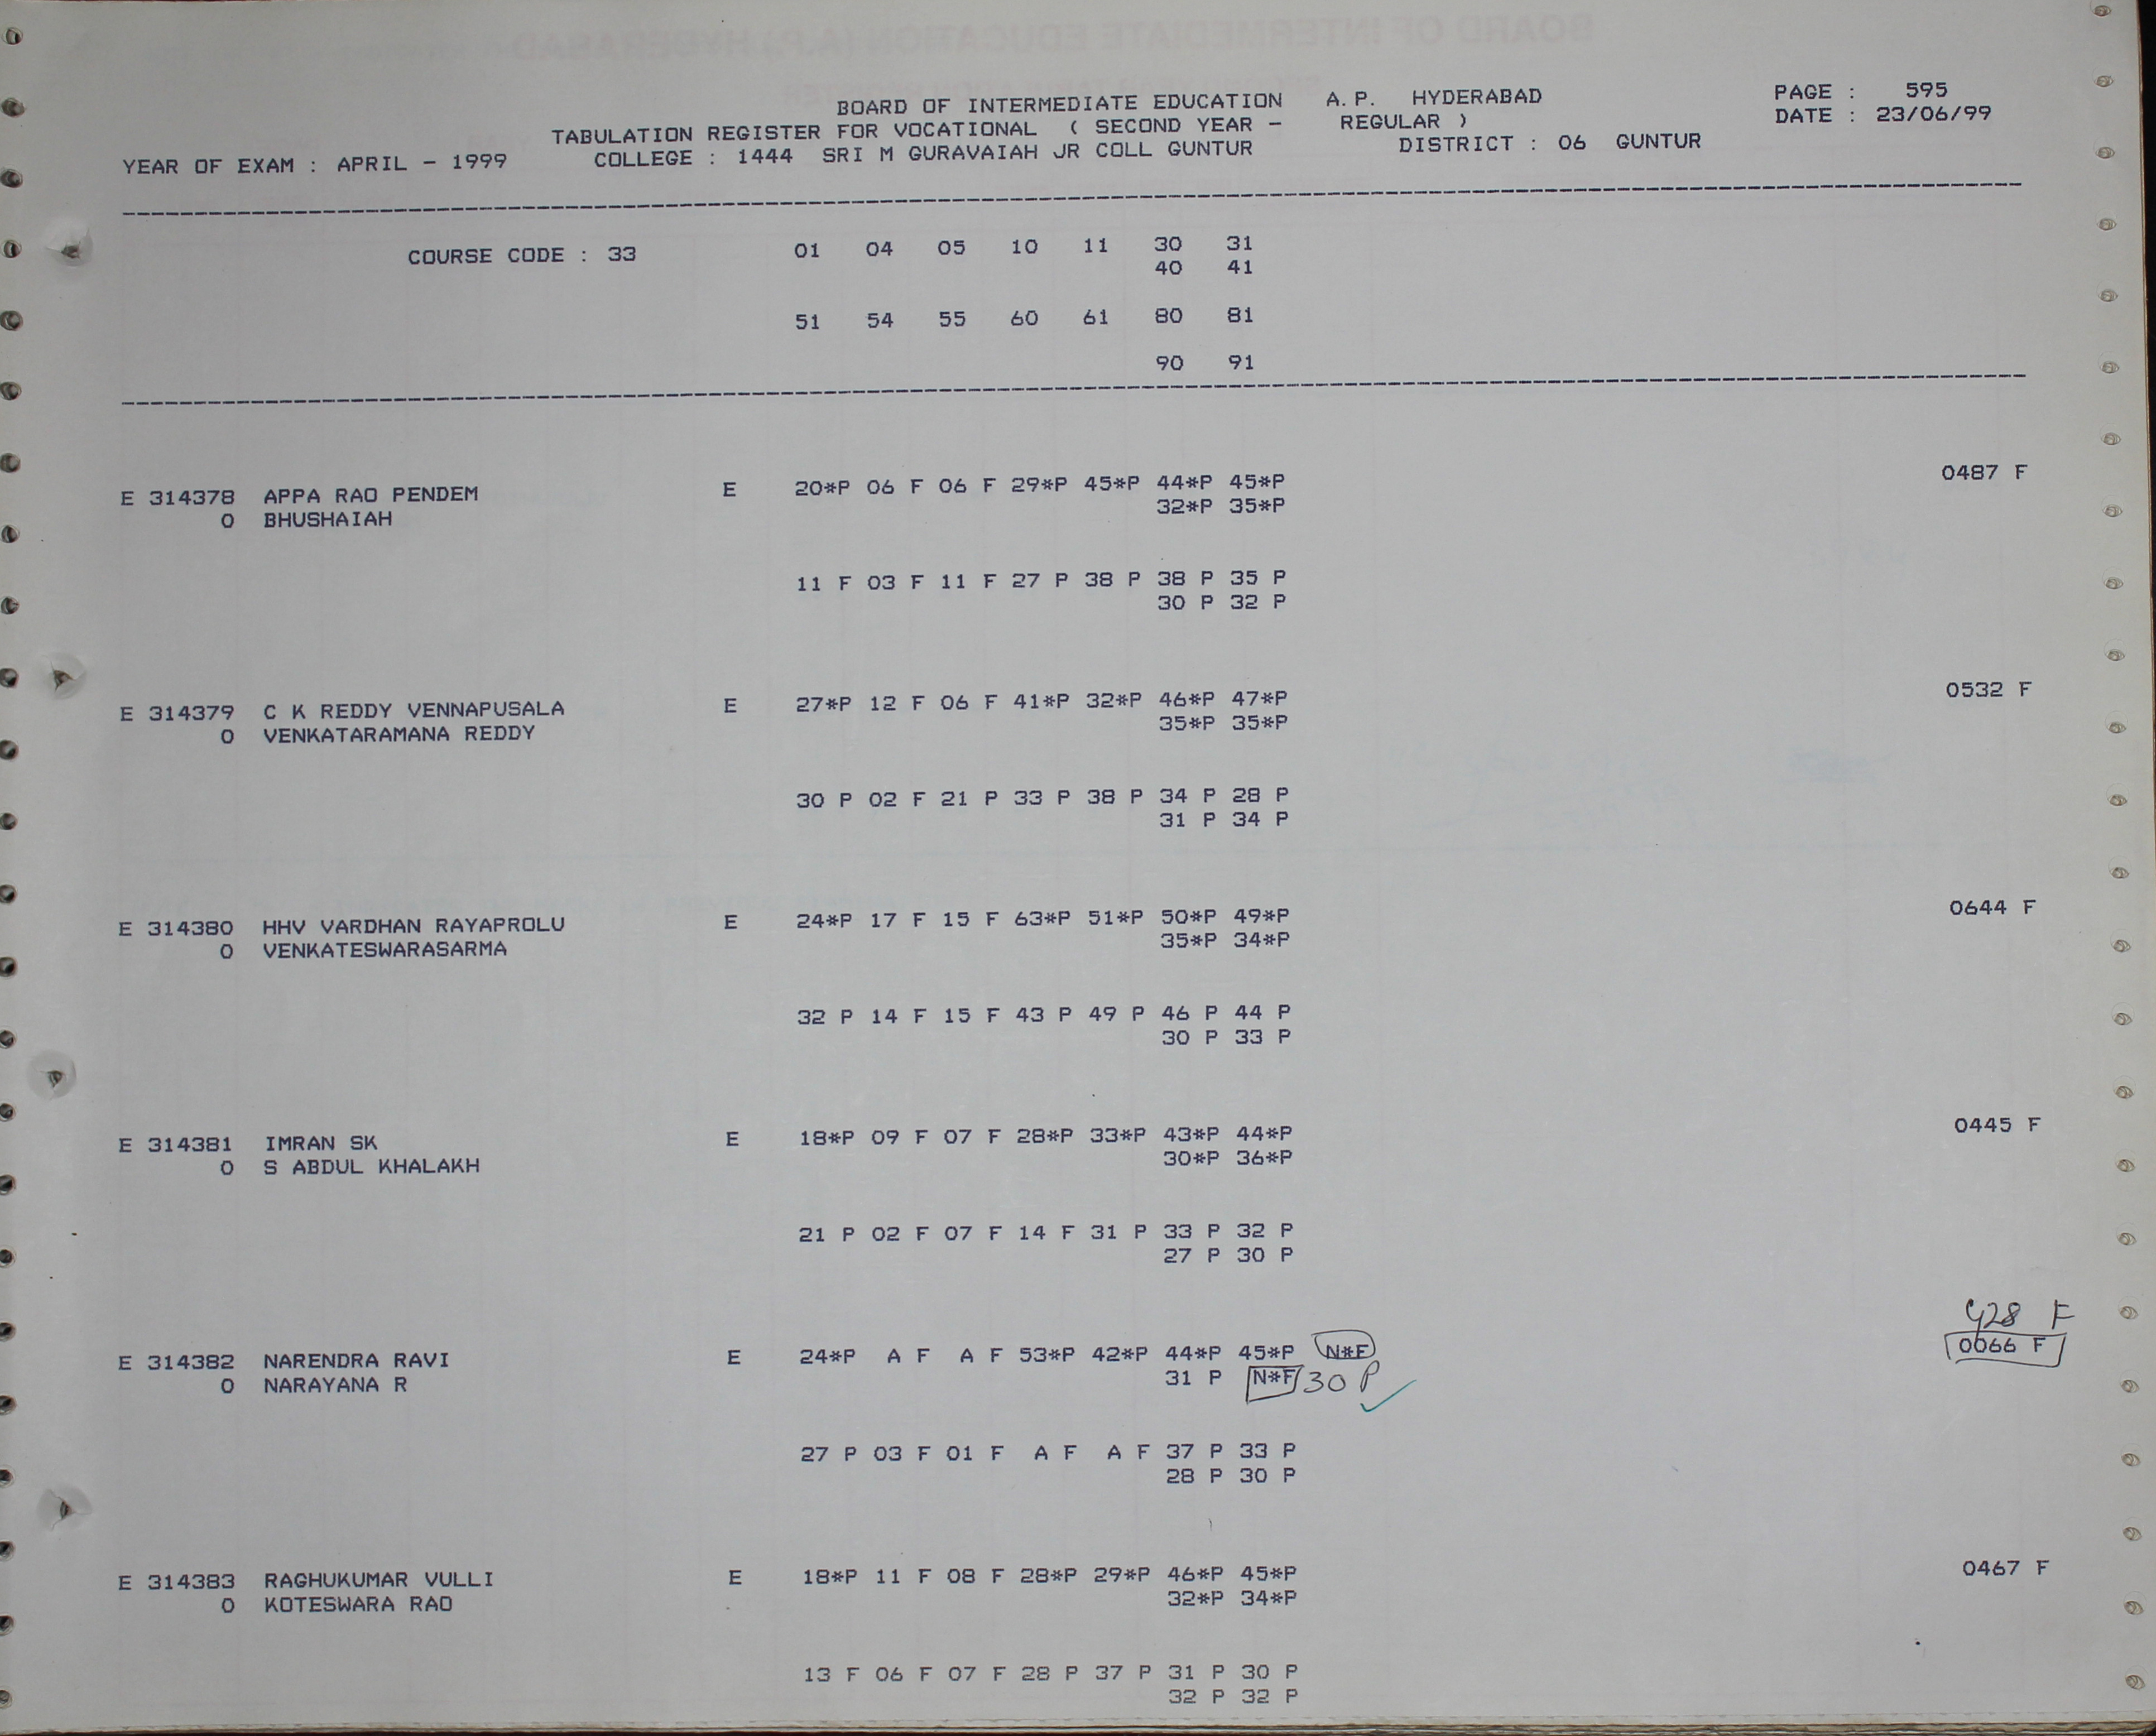 BOARD OF INTERMEDIATE EDUCATION A.P. HYDERABAD PAGE : 595
TABULATION REGISTER FOR VOCATIONAL ( SECOND YEAR - REGULAR ) DATE : 23/06/99
YEAR OF EXAM : APRIL - 1999 COLLEGE : 1444 SRI M GURAVAIAH JR COLL GUNTUR DISTRICT : 06 GUNTUR
COURSE CODE : 33 01 04 05 10 11 30 31
40 41
51 54 55 60 61 80 81
90 91
E 314378 APPA RAO PENDEM E 20*P 06 F 06 F 29*P 45*P 44*P 45*P 0487 F
0 BHUSHAIAH 32*P 35*P
11 F 03 F 11 F 27 P 38 P 38 P 35 P
30 P 32 P
E 314379 C K REDDY VENNAPUSALA E 27*P 12 F 06 F 41*P 32*P 46*P 47*P 0532 F
0 VENKATARAMANA REDDY 35*P 35*P
30 P 02 F 21 P 33 P 38 P 34 P 28 P
31 P 34 P
E 314380 HHV VARDHAN RAYAPROLU E 24*P 17 F 15 F 63*P 51*P 50*P 49*P 0644 F
0 VENKATESWARASARMA 35*P 34*P
32 P 14 F 15 F 43 P 49 P 46 P 44 P
30 P 33 P
E 314381 IMRAN SK E 18*P 09 F 07 F 28*P 33*P 43*P 44*P 0445 F
0 S ABDUL KHALAKH 30*P 36*P
21 P 02 F 07 F 14 F 31 P 33 P 32 P
27 P 30 P
428 F
E 314382 NARENDRA RAVI E 24*P A F A F 53*P 42*P 44*P 45*P N*F 0066 F
0 NARAYANA R 31 P N*F 30 P
27 P 03 F 01 F A F A F 37 P 33 P
28 P 30 P
E 314383 RAGHUKUMAR VULLI E 18*P 11 F 08 F 28*P 29*P 46*P 45*P 0467 F
0 KOTESWARA RAO 32*P 34*P
13 F 06 F 07 F 28 P 37 P 31 P 30 P
32 P 32 P